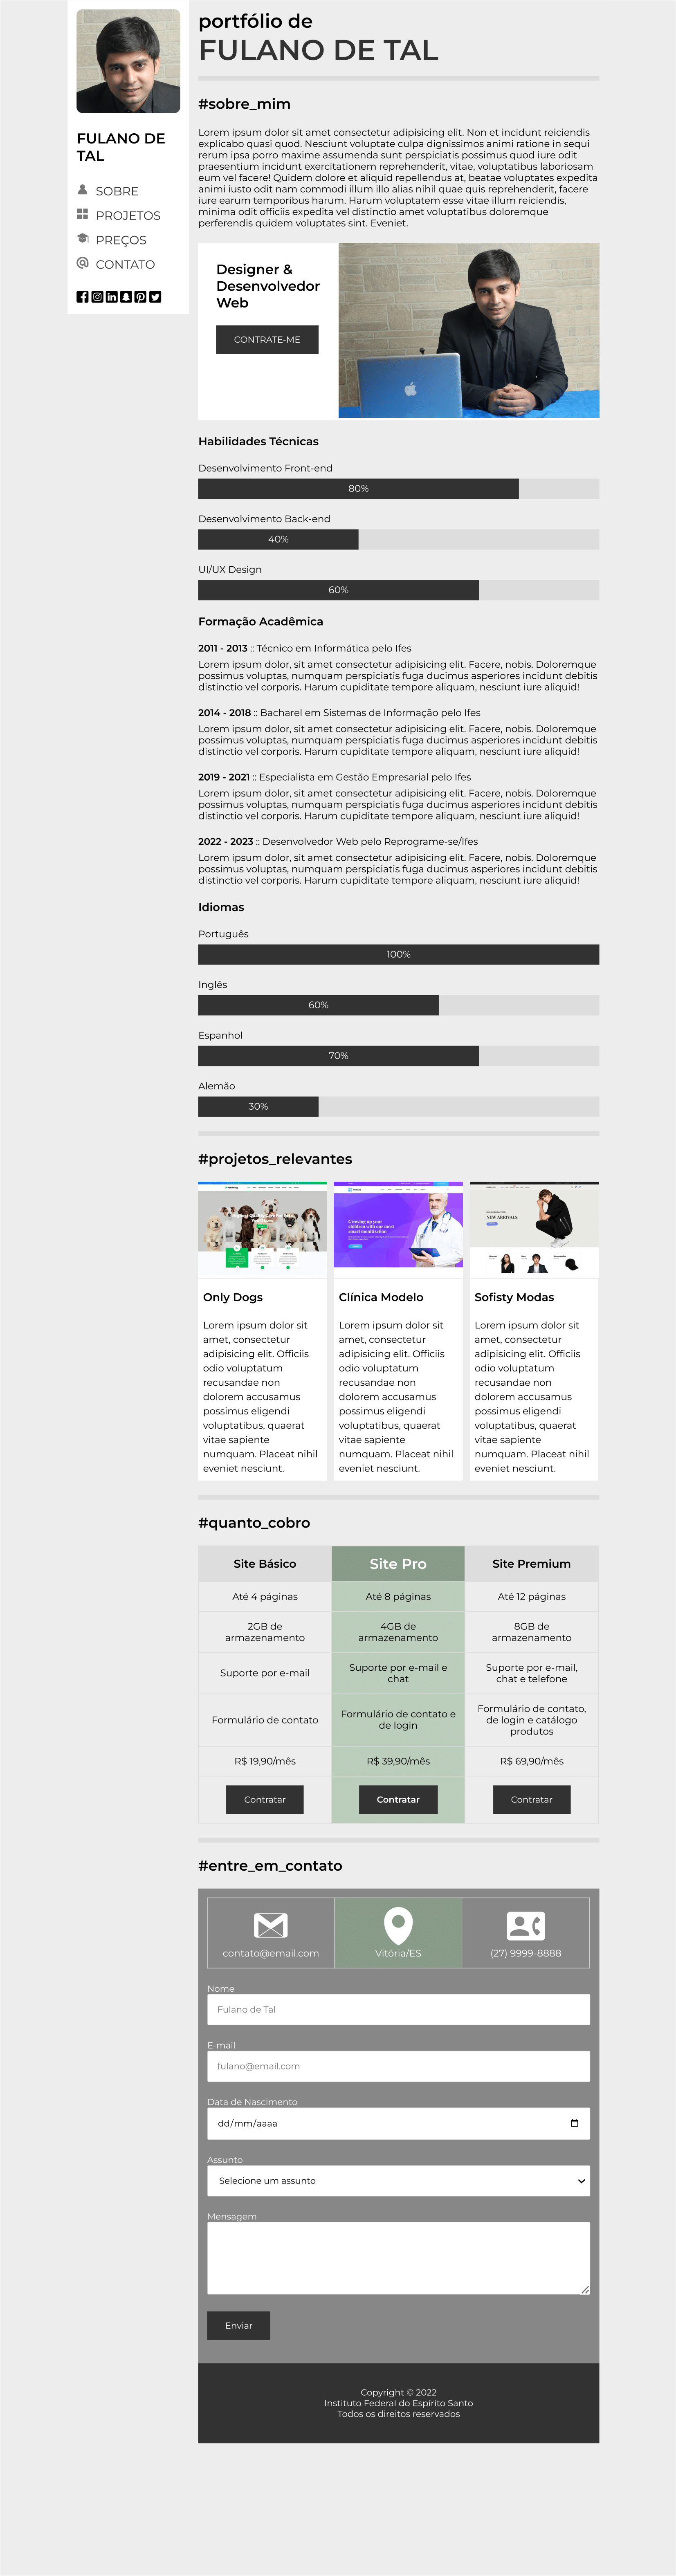 FULANO DE
TAL
SOBRE
PROJETOS
PREÇOS
CONTATO
portfólio de
FULANO DE TAL
#sobre_mim
Lorem ipsum dolor sit amet consectetur adipisicing elit. Non et incidunt reiciendis
explicabo quasi quod. Nesciunt voluptate culpa dignissimos animi ratione in sequi
rerum ipsa porro maxime assumenda sunt perspiciatis possimus quod iure odit
praesentium incidunt exercitationem reprehenderit, vitae, voluptatibus laboriosam
eum vel facere! Quidem dolore et aliquid repellendus at, beatae voluptates expedita
animi iusto odit nam commodi illum illo alias nihil quae quis reprehenderit, facere
iure earum temporibus harum. Harum voluptatem esse vitae illum reiciendis,
minima odit officiis expedita vel distinctio amet voluptatibus doloremque
perferendis quidem voluptates sint. Eveniet.
Designer &
Desenvolvedor
Web
CONTRATE-ME
Habilidades Técnicas
Desenvolvimento Front-end
80%
Desenvolvimento Back-end
40%
UI/UX Design
60%
Formação Acadêmica
2011 - 2013 :: Técnico em Informática pelo Ifes
Lorem ipsum dolor, sit amet consectetur adipisicing elit. Facere, nobis. Doloremque
possimus voluptas, numquam perspiciatis fuga ducimus asperiores incidunt debitis
distinctio vel corporis. Harum cupiditate tempore aliquam, nesciunt iure aliquid!
2014 - 2018 :: Bacharel em Sistemas de Informação pelo Ifes
Lorem ipsum dolor, sit amet consectetur adipisicing elit. Facere, nobis. Doloremque
possimus voluptas, numquam perspiciatis fuga ducimus asperiores incidunt debitis
distinctio vel corporis. Harum cupiditate tempore aliquam, nesciunt iure aliquid!
2019 - 2021 :: Especialista em Gestão Empresarial pelo Ifes
Lorem ipsum dolor, sit amet consectetur adipisicing elit. Facere, nobis. Doloremque
possimus voluptas, numquam perspiciatis fuga ducimus asperiores incidunt debitis
distinctio vel corporis. Harum cupiditate tempore aliquam, nesciunt iure aliquid!
2022 - 2023 :: Desenvolvedor Web pelo Reprograme-se/Ifes
Lorem ipsum dolor, sit amet consectetur adipisicing elit. Facere, nobis. Doloremque
possimus voluptas, numquam perspiciatis fuga ducimus asperiores incidunt debitis
distinctio vel corporis. Harum cupiditate tempore aliquam, nesciunt iure aliquid!
Idiomas
Português
100%
Inglês
60%
Espanhol
70%
Alemão
30%
#projetos_relevantes
Growing up your
children with our most
smart montlization
NEW ARRIVALS
Only Dogs
Lorem ipsum dolor sit
amet, consectetur
adipisicing elit. Officiis
odio voluptatum
recusandae non
dolorem accusamus
possimus eligendi
voluptatibus, quaerat
vitae sapiente
numquam. Placeat nihil
eveniet nesciunt.
Clínica Modelo
Lorem ipsum dolor sit
amet, consectetur
adipisicing elit. Officiis
odio voluptatum
recusandae non
dolorem accusamus
possimus eligendi
voluptatibus, quaerat
vitae sapiente
numquam. Placeat nihil
eveniet nesciunt.
Sofisty Modas
Lorem ipsum dolor sit
amet, consectetur
adipisicing elit. Officiis
odio voluptatum
recusandae non
dolorem accusamus
possimus eligendi
voluptatibus, quaerat
vitae sapiente
numquam. Placeat nihil
eveniet nesciunt.
#quanto_cobro
Site Básico
Site Pro
Site Premium
Até 4 páginas
Até 8 páginas
Até 12 páginas
2GB de
armazenamento
4GB de
armazenamento
8GB de
armazenamento
Suporte por e-mail
Suporte por e-mail e
chat
Suporte por e-mail,
chat e telefone
Formulário de contato
Formulário de contato e
de login
Formulário de contato,
de login e catálogo
produtos
R$ 19,90/mês
R$ 39,90/mês
R$ 69,90/mês
Contratar
Contratar
Contratar
#entre_em_contato
contato@email.com
Vitória/ES
(27) 9999-8888
Nome
Fulano de Tal
E-mail
fulano@email.com
Data de Nascimento
dd/mm/aaaa
Assunto
Selecione um assunto
Mensagem
Enviar
Copyright © 2022
Instituto Federal do Espírito Santo
Todos os direitos reservados